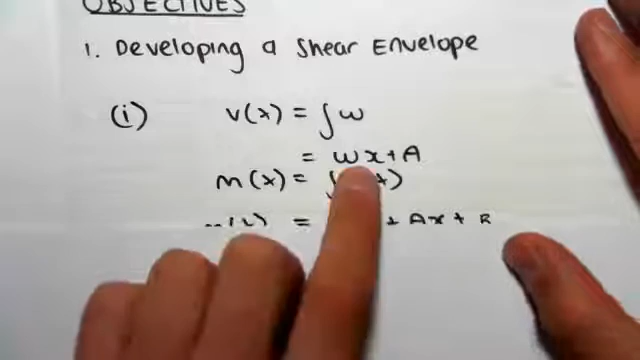 OBJECTIVES
1. Developing a Shear Envelope
(i) V(x) = ∫ w
= wx + A
m(x) = ∫
= + Ax + B